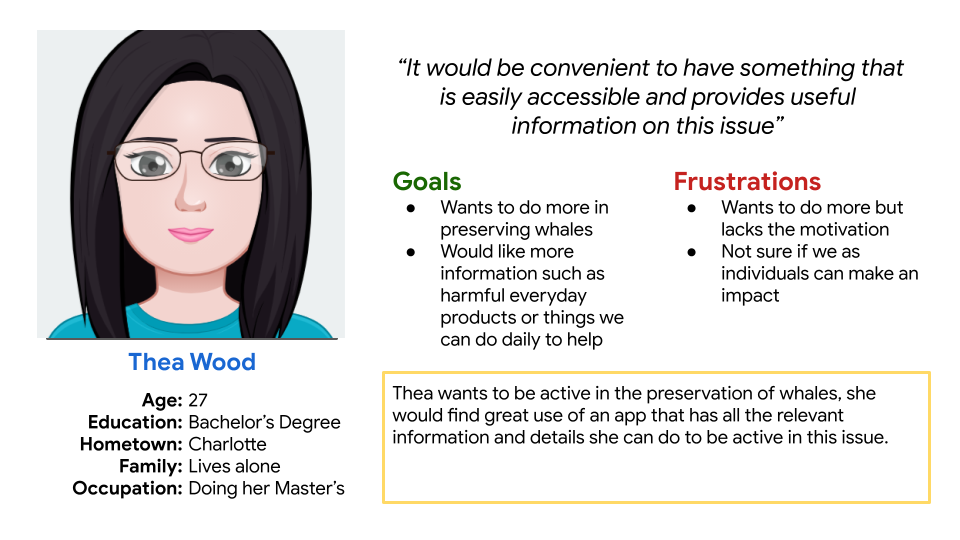 “It would be convenient to have something that
is easily accessible and provides useful
information on this issue”
Goals
● Wants to do more in
preserving whales
● Would like more
information such as
harmful everyday
products or things we
can do daily to help
Frustrations
● Wants to do more but
lacks the motivation
● Not sure if we as
individuals can make an
impact
Thea Wood
Age: 27
Education: Bachelor’s Degree
Hometown: Charlotte
Family: Lives alone
Occupation: Doing her Master’s
Thea wants to be active in the preservation of whales, she
would find great use of an app that has all the relevant
information and details she can do to be active in this issue.